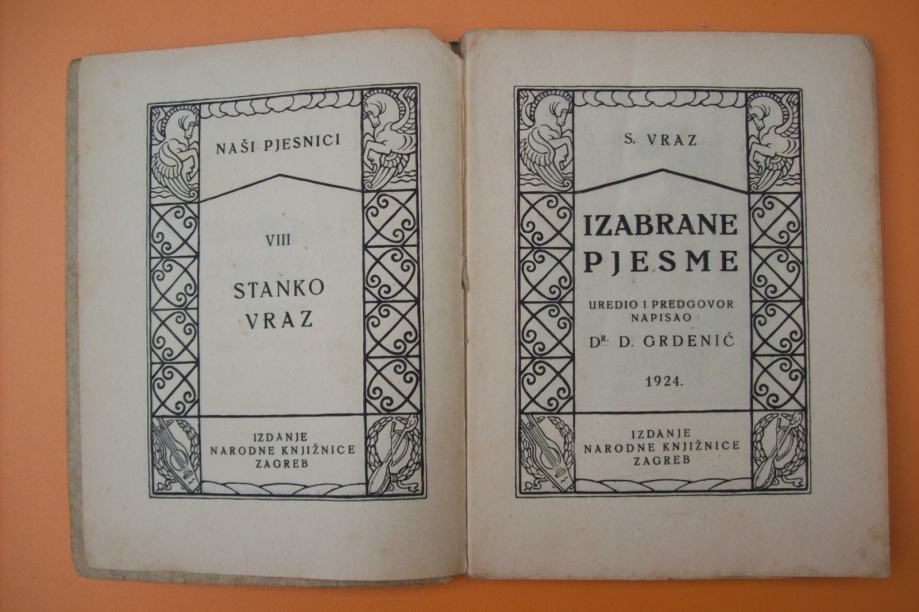 NAŠI PJESNICI
VIII
STANKO
VRAZ
IZDANJE
NARODNE KNJIŽNICE
ZAGREB
S. VRAZ
IZABRANE
PJESME
UREDIO I PREDGOVOR
NAPISAO
DR. D. GRDENIĆ
1924.
IZDANJE
NARODNE KNJIŽNICE
ZAGREB